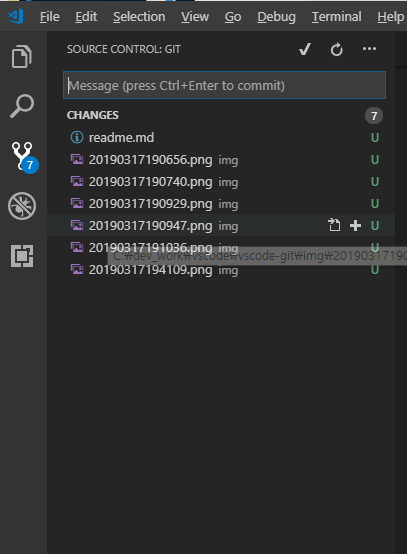 File Edit Selection View Go Debug Terminal Help
SOURCE CONTROL: GIT
Message (press Ctrl+Enter to commit)
CHANGES 7
readme.md U
20190317190656.png img U
20190317190740.png img U
20190317190929.png img U
7
20190317190947.png img U
20190317191036.png img U
C:₩dev_work₩vscode₩vscode-git₩img₩2019031719
20190317194109.png img U